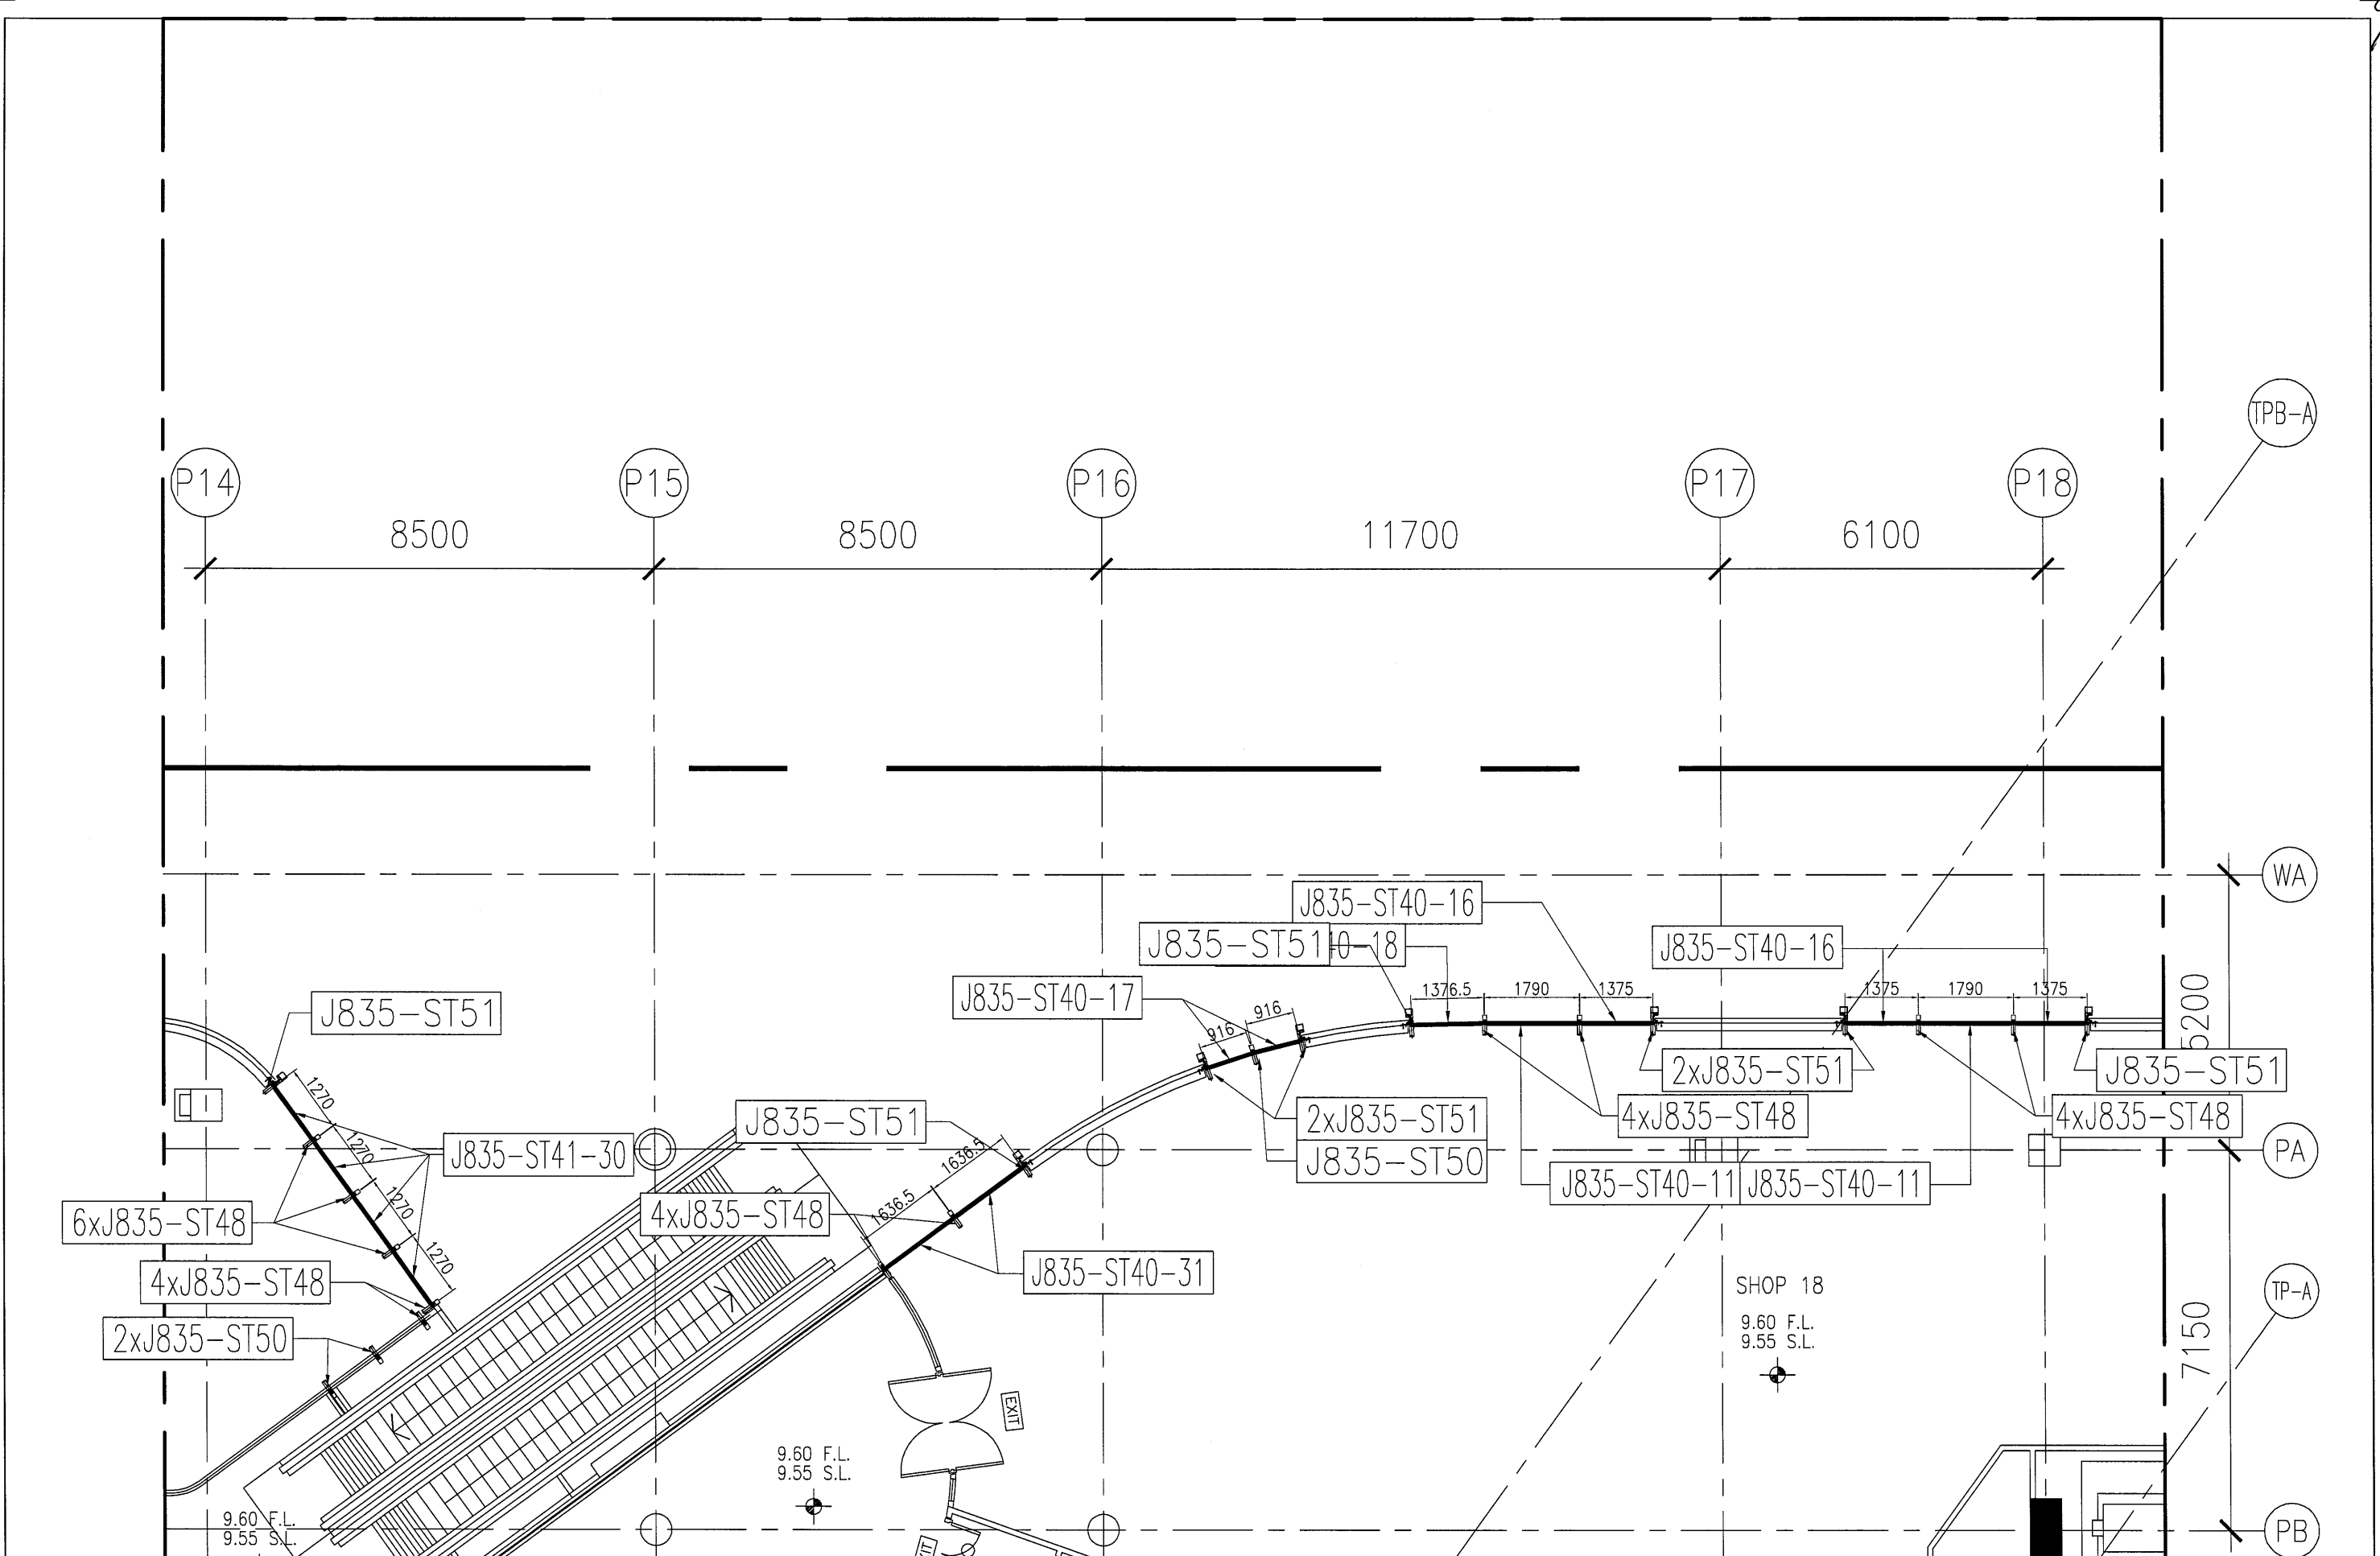 TPB-A
P14
P15
P16
P17
P18
8500
8500
11700
6100
WA
J835-ST40-16
J835-ST51
0-18
J835-ST40-16
J835-ST40-17
1376.5
1790
1375
1375
1790
1375
J835-ST51
916
916
5200
2xJ835-ST51
J835-ST51
1270
J835-ST51
2xJ835-ST51
4xJ835-ST48
4xJ835-ST48
1270
J835-ST41-30
1636.5
J835-ST50
PA
J835-ST40-11
J835-ST40-11
6xJ835-ST48
1270
4xJ835-ST48
1636.5
1270
J835-ST40-31
4xJ835-ST48
SHOP 18
TP-A
2xJ835-ST50
9.60 F.L.
9.55 S.L.
7150
EXIT
9.60 F.L.
9.55 S.L.
9.60 F.L.
9.55 S.L.
PB